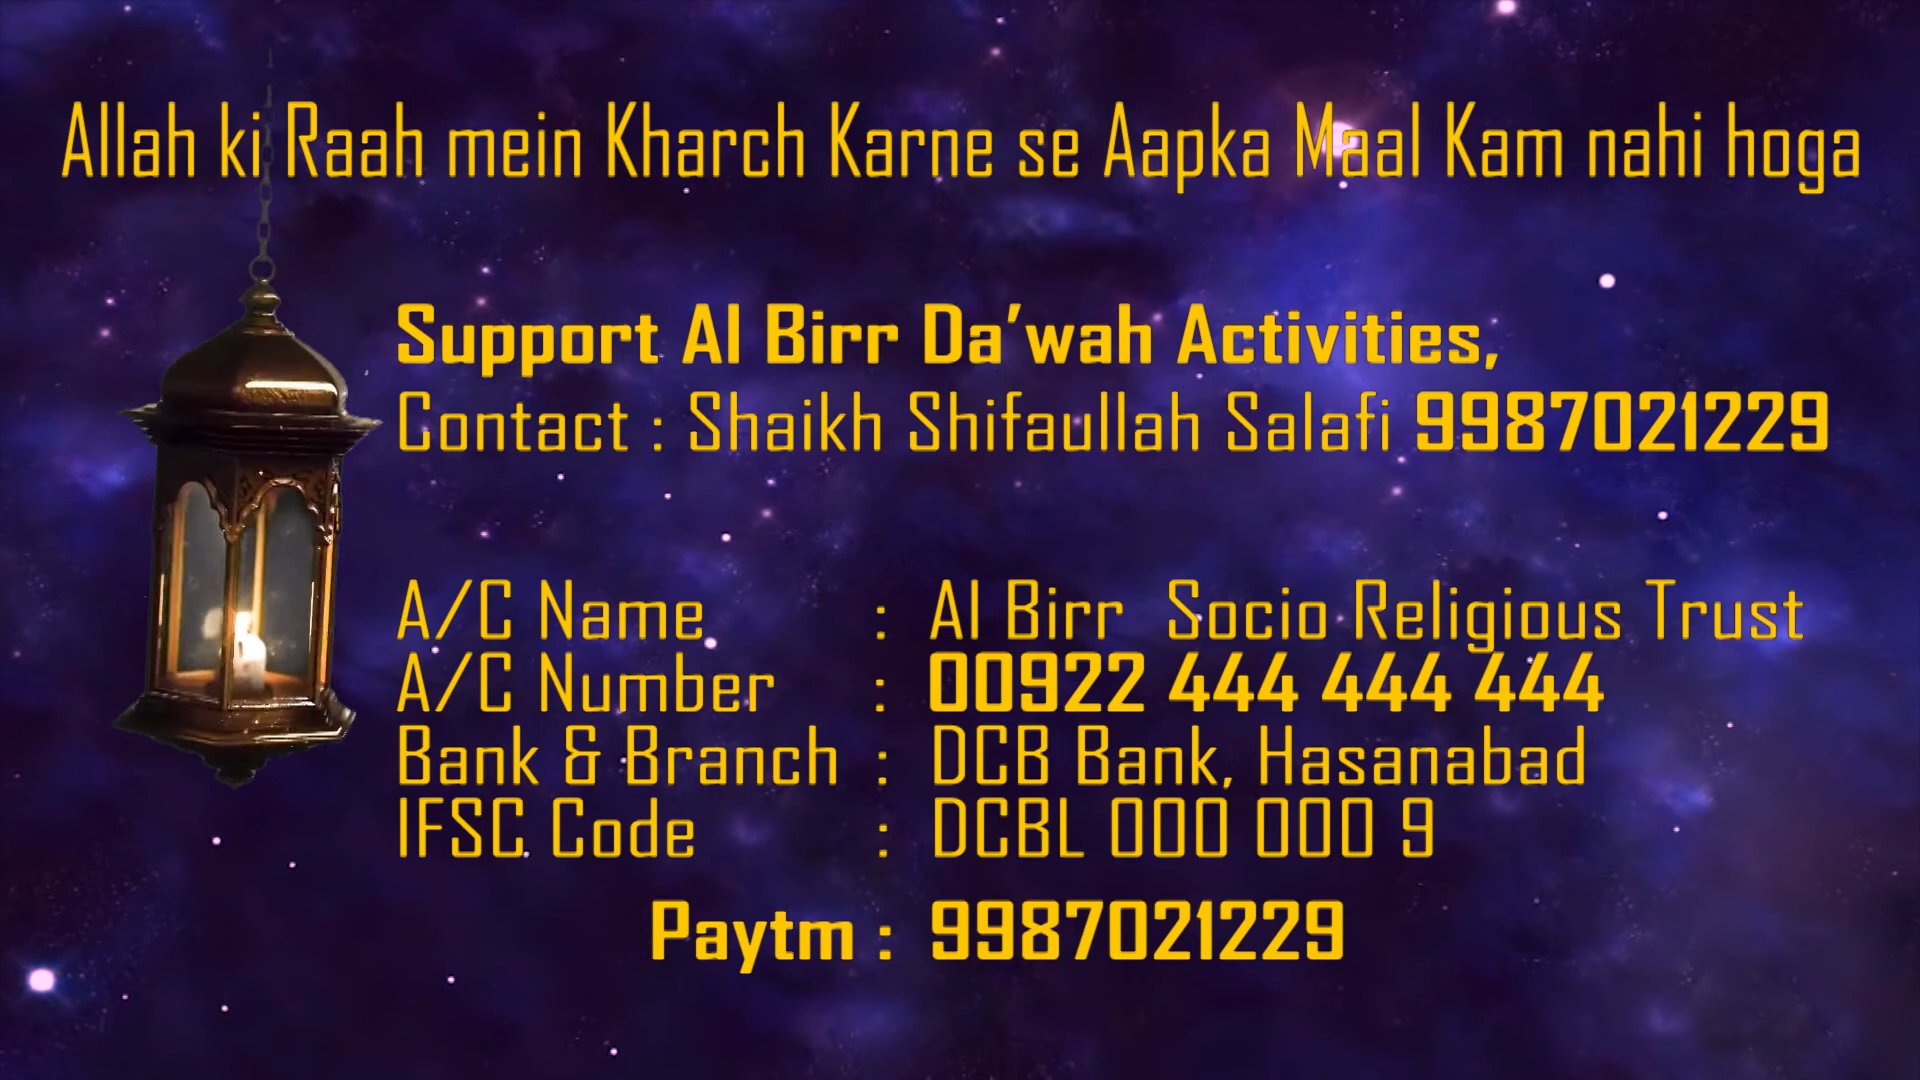 Allah ki Raah mein Kharch Karne se Aapka Maal Kam nahi hoga
Support Al Birr Da’wah Activities,
Contact : Shaikh Shifaullah Salafi 9987021229
A/C Name : Al Birr Socio Religious Trust
A/C Number : 00922 444 444 444
Bank & Branch : DCB Bank, Hasanabad
IFSC Code : DCBL 000 000 9
Paytm : 9987021229